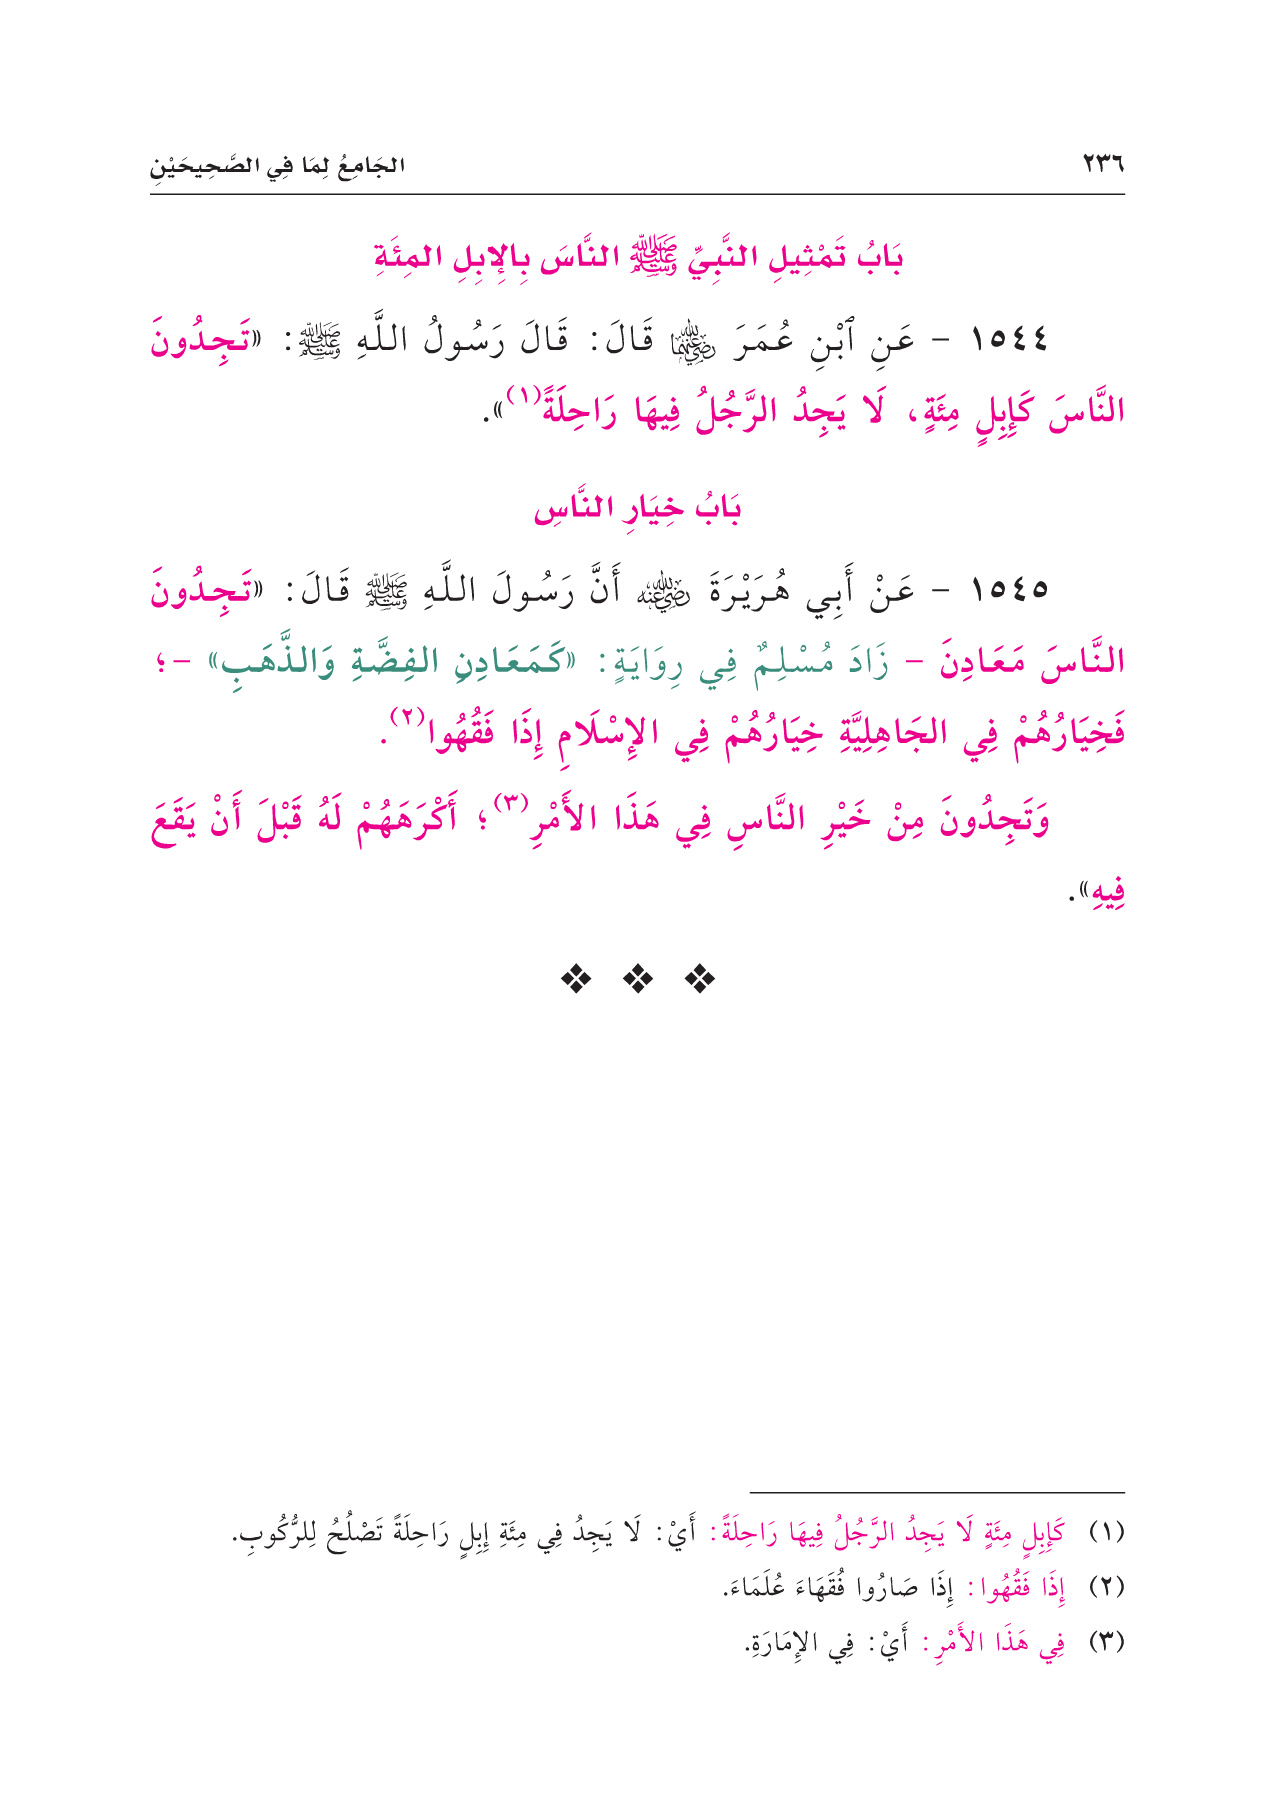 ٢٣٦
الجَامِعُ لِمَا فِي الصَّحِيحَيْنِ
بَابُ تَمْثِيلِ النَّبِيِّ ﷺ النَّاسَ بِالإِبِلِ المِئَةِ
١٥٤٤ – عَنِ ٱبْنِ عُمَرَ رضي الله عنهما قَالَ: قَالَ رَسُولُ اللَّهِ ﷺ: «تَجِدُونَ
النَّاسَ كَإِبِلٍ مِئَةٍ، لَا يَجِدُ الرَّجُلُ فِيهَا رَاحِلَةً(١)».
بَابُ خِيَارِ النَّاسِ
١٥٤٥ – عَنْ أَبِي هُرَيْرَةَ رضي الله عنه أَنَّ رَسُولَ اللَّهِ ﷺ قَالَ: «تَجِدُونَ
النَّاسَ مَعَادِنَ – زَادَ مُسْلِمٌ فِي رِوَايَةٍ: «كَمَعَادِنِ الفِضَّةِ وَالذَّهَبِ» –؛
فَخِيَارُهُمْ فِي الجَاهِلِيَّةِ خِيَارُهُمْ فِي الإِسْلَامِ إِذَا فَقُهُوا(٢).
وَتَجِدُونَ مِنْ خَيْرِ النَّاسِ فِي هَذَا الأَمْرِ(٣)؛ أَكْرَهَهُمْ لَهُ قَبْلَ أَنْ يَقَعَ
فِيهِ».
(١) كَإِبِلٍ مِئَةٍ لَا يَجِدُ الرَّجُلُ فِيهَا رَاحِلَةً: أَيْ: لَا يَجِدُ فِي مِئَةِ إِبِلٍ رَاحِلَةً تَصْلُحُ لِلرُّكُوبِ.
(٢) إِذَا فَقُهُوا: إِذَا صَارُوا فُقَهَاءَ عُلَمَاءَ.
(٣) فِي هَذَا الأَمْرِ: أَيْ: فِي الإِمَارَةِ.